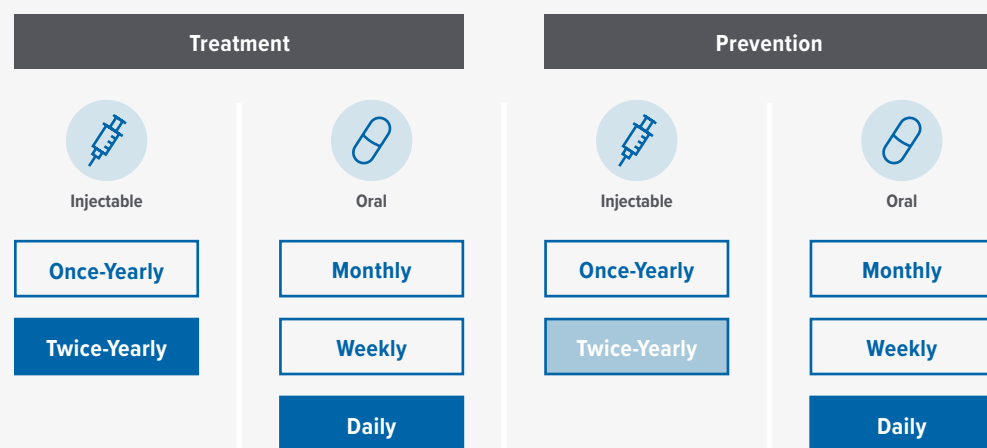 Treatment
Prevention
Injectable
Oral
Injectable
Oral
Once-Yearly
Monthly
Once-Yearly
Monthly
Twice-Yearly
Weekly
Twice-Yearly
Weekly
Daily
Daily